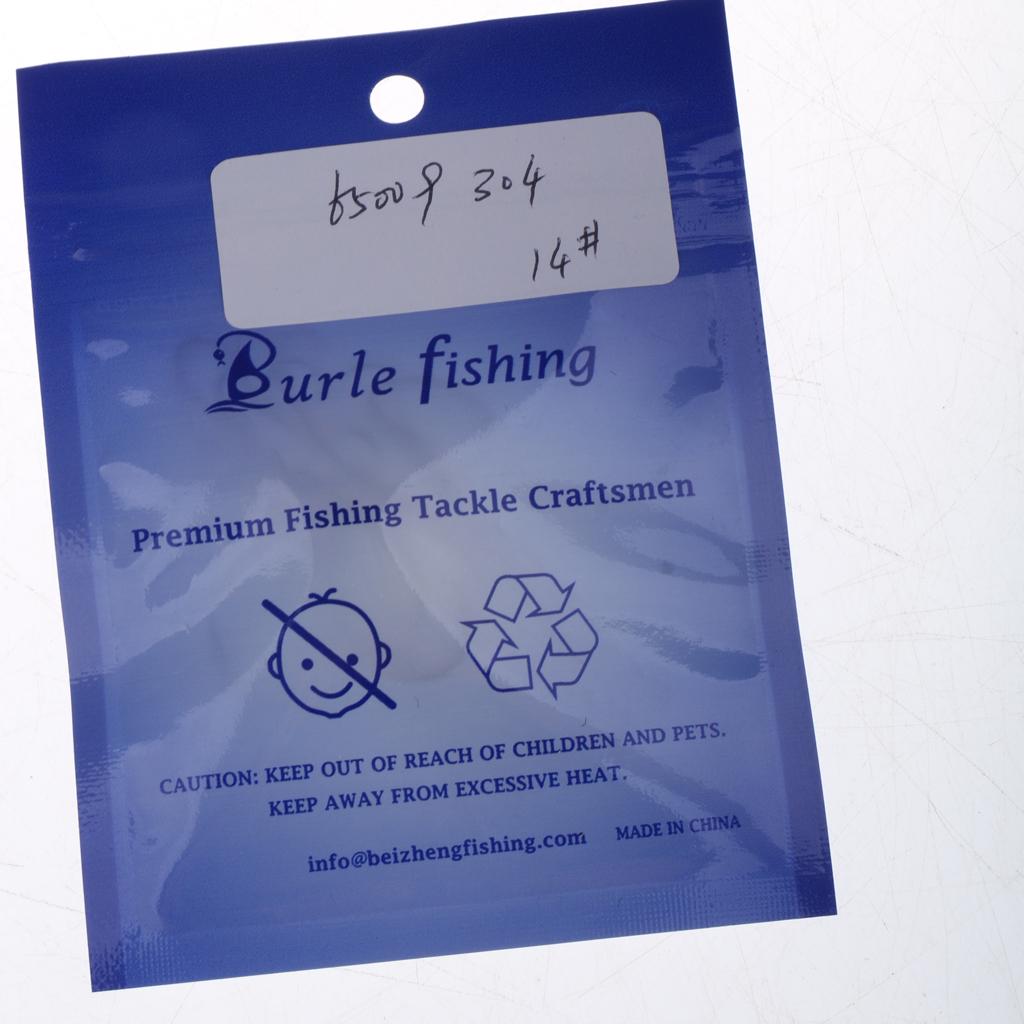 6500g 304
14#
Burle fishing
Premium Fishing Tackle Craftsmen
CAUTION: KEEP OUT OF REACH OF CHILDREN AND PETS.
KEEP AWAY FROM EXCESSIVE HEAT.
info@beizhengfishing.com MADE IN CHINA